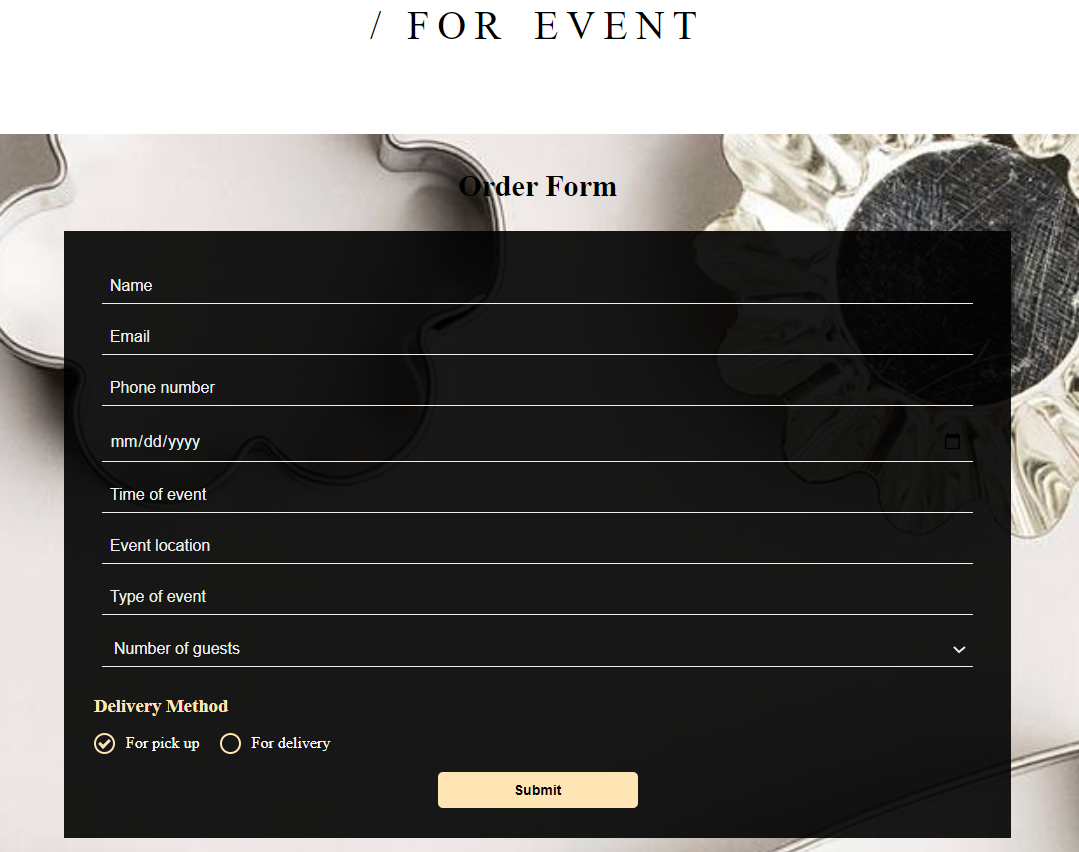 / FOR EVENT
Order Form
Name
Email
Phone number
mm/dd/yyyy
Time of event
Event location
Type of event
Number of guests
Delivery Method
For pick up For delivery
Submit